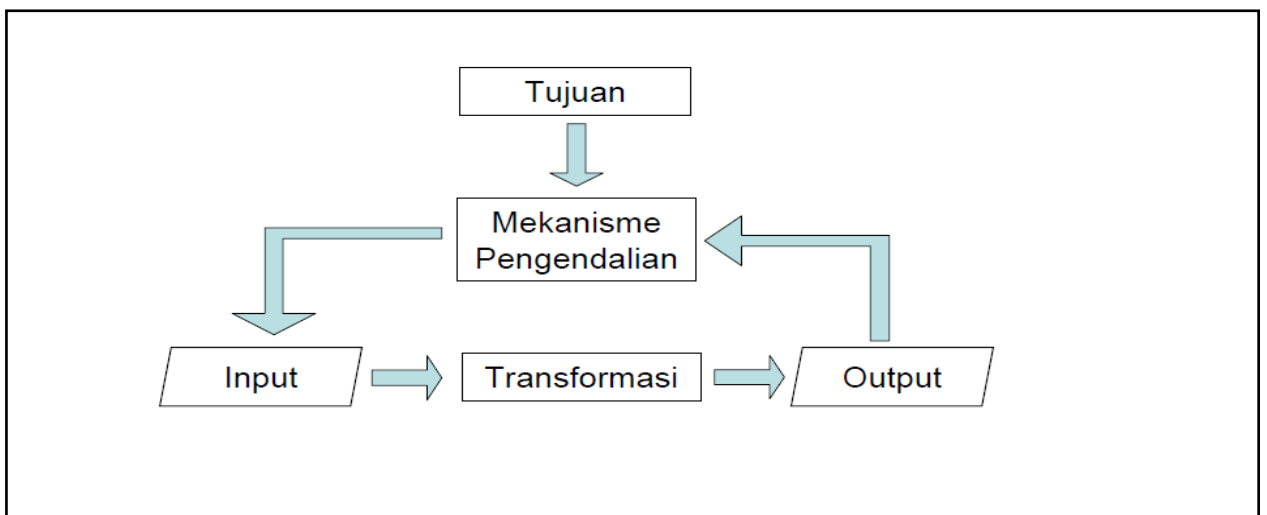 Tujuan
Mekanisme
Pengendalian
Input
Transformasi
Output